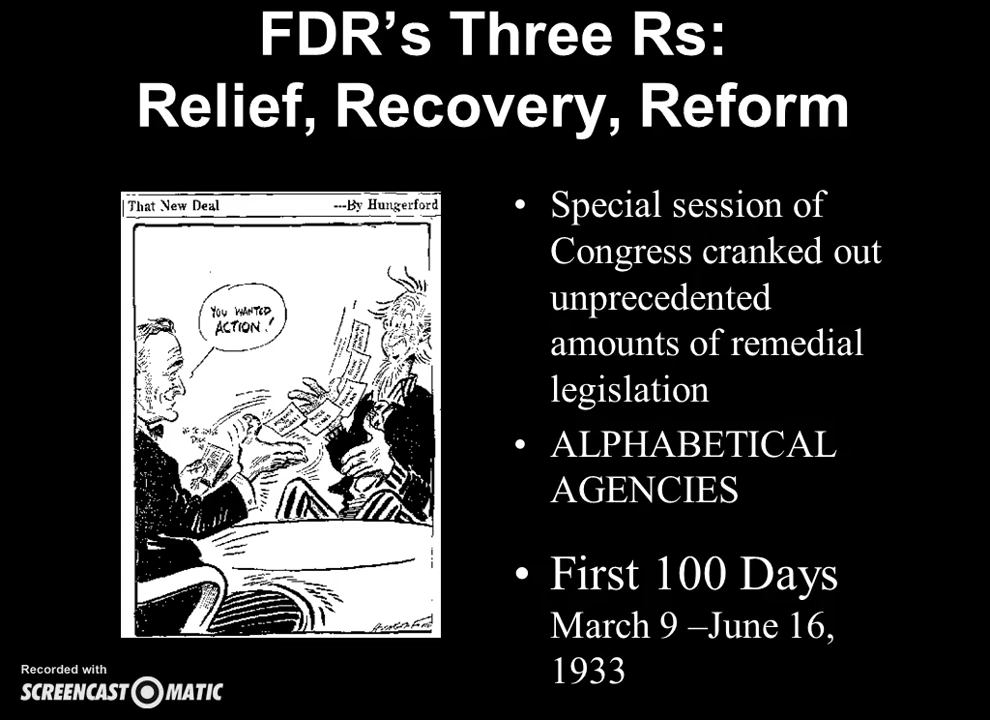 FDR’s Three Rs:
Relief, Recovery, Reform
That New Deal ---By Hungerford
YOU WANTED
ACTION!
• Special session of
Congress cranked out
unprecedented
amounts of remedial
legislation
• ALPHABETICAL
AGENCIES
• First 100 Days
March 9 –June 16,
1933
Recorded with
SCREENCAST MATIC